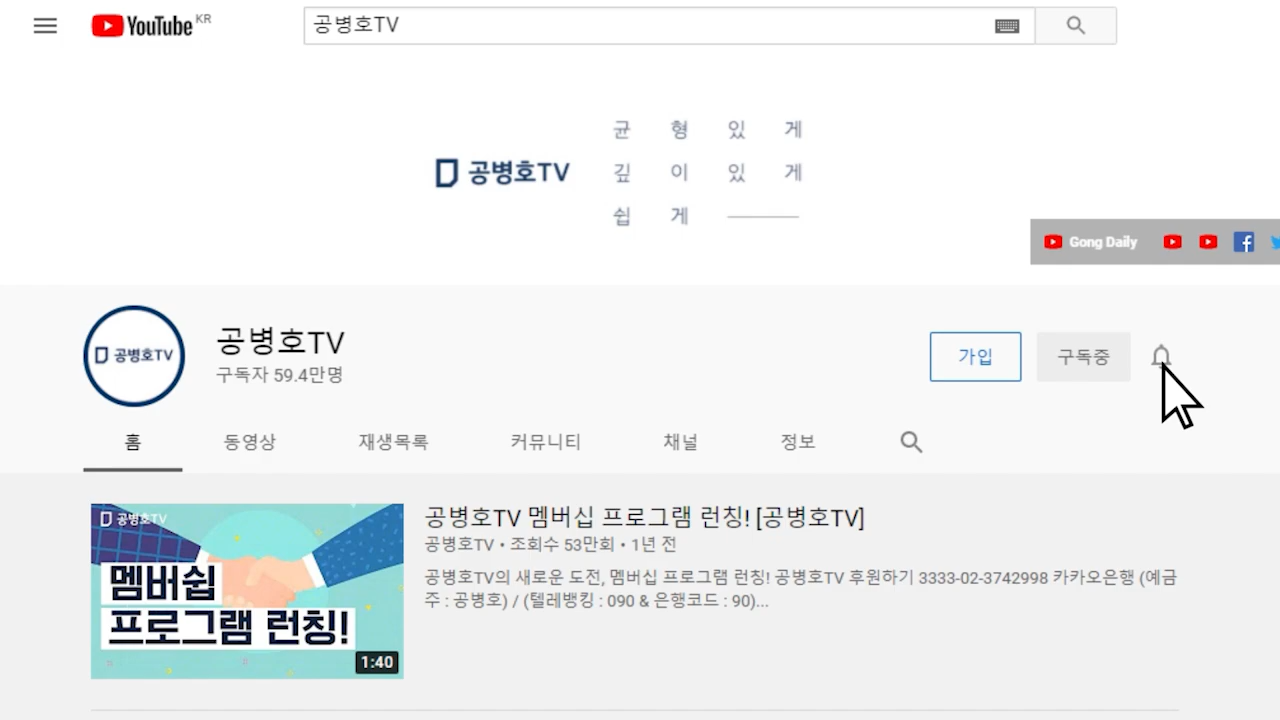 YouTube KR
공병호TV
공병호TV
균형있게
깊이있게
쉽게
Gong Daily
공병호TV
공병호TV
구독자 59.4만명
가입
구독중
홈
동영상
재생목록
커뮤니티
채널
정보
공병호TV
멤버쉽
프로그램 런칭!
1:40
공병호TV 멤버십 프로그램 런칭! [공병호TV]
공병호TV • 조회수 53만회 • 1년 전
공병호TV의 새로운 도전, 멤버십 프로그램 런칭! 공병호TV 후원하기 3333-02-3742998 카카오은행 (예금
주 : 공병호) / (텔레뱅킹 : 090 & 은행코드 : 90)...